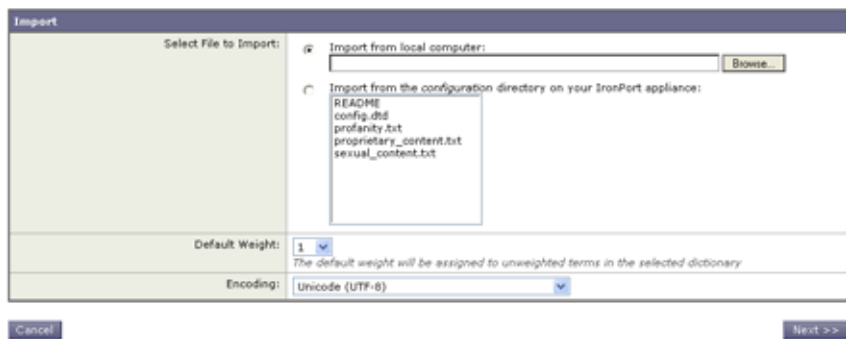 Import
Select File to Import:
Import from local computer:
Browse...
Import from the configuration directory on your IronPort appliance:
README
config.dtd
profanity.txt
proprietary_content.txt
sexual_content.txt
Default Weight:
1
The default weight will be assigned to unweighted terms in the selected dictionary
Encoding:
Unicode (UTF-8)
Cancel
Next >>